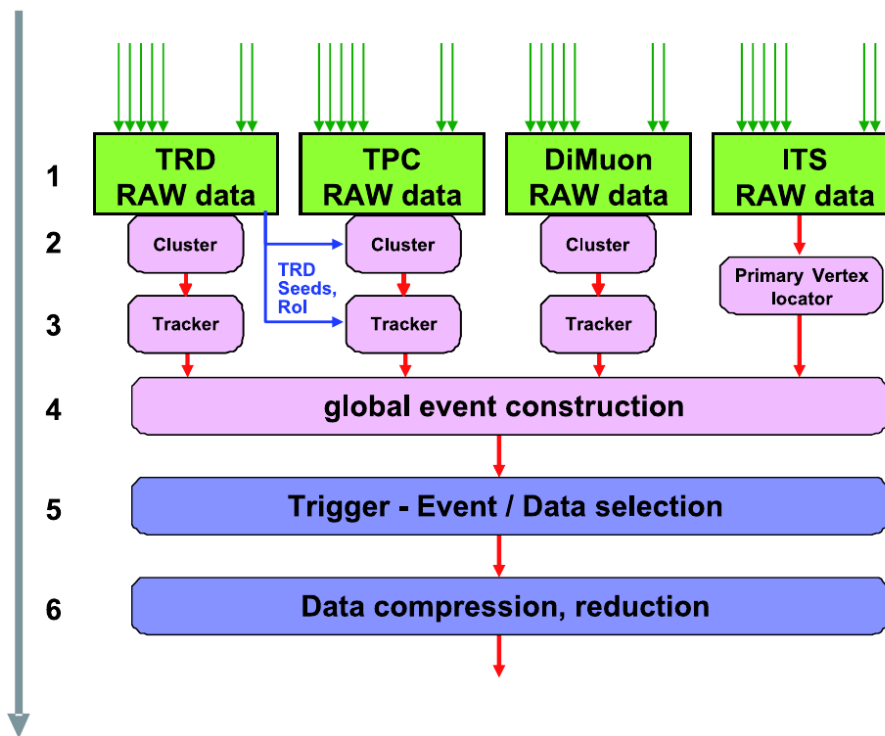 1
TRD
RAW data
TPC
RAW data
DiMuon
RAW data
ITS
RAW data
2
Cluster
Cluster
Cluster
TRD
Seeds,
RoI
Primary Vertex
locator
3
Tracker
Tracker
Tracker
4
global event construction
5
Trigger - Event / Data selection
6
Data compression, reduction